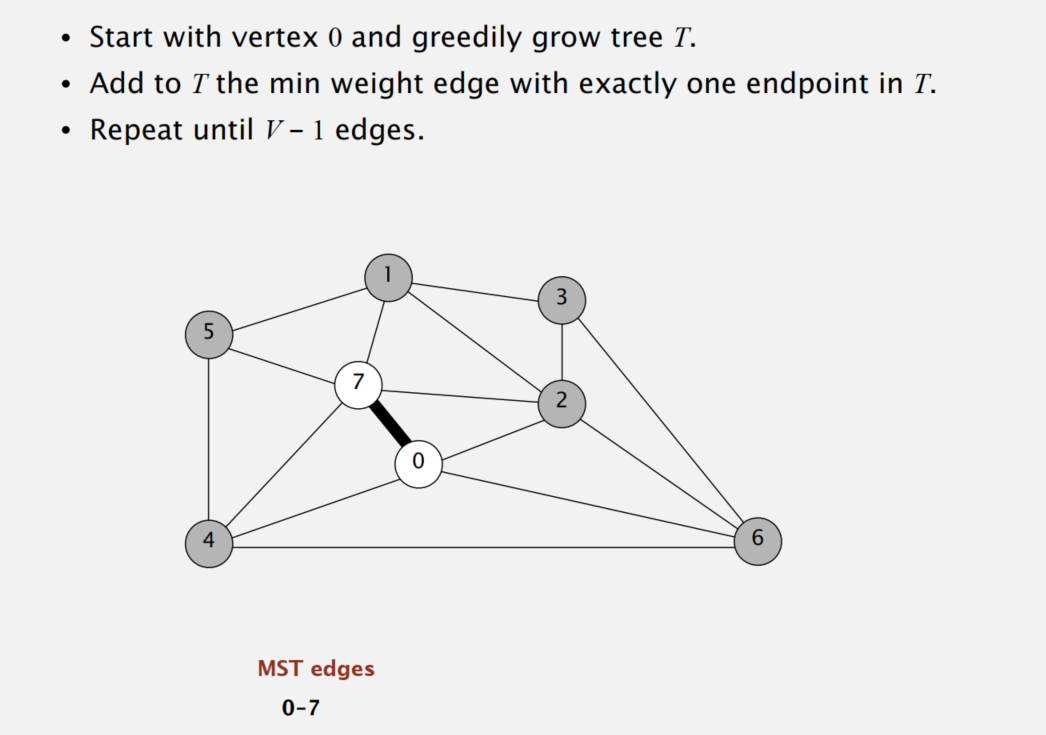 • Start with vertex 0 and greedily grow tree T.
• Add to T the min weight edge with exactly one endpoint in T.
• Repeat until V – 1 edges.
1
3
5
7
2
0
4
6
MST edges
0-7